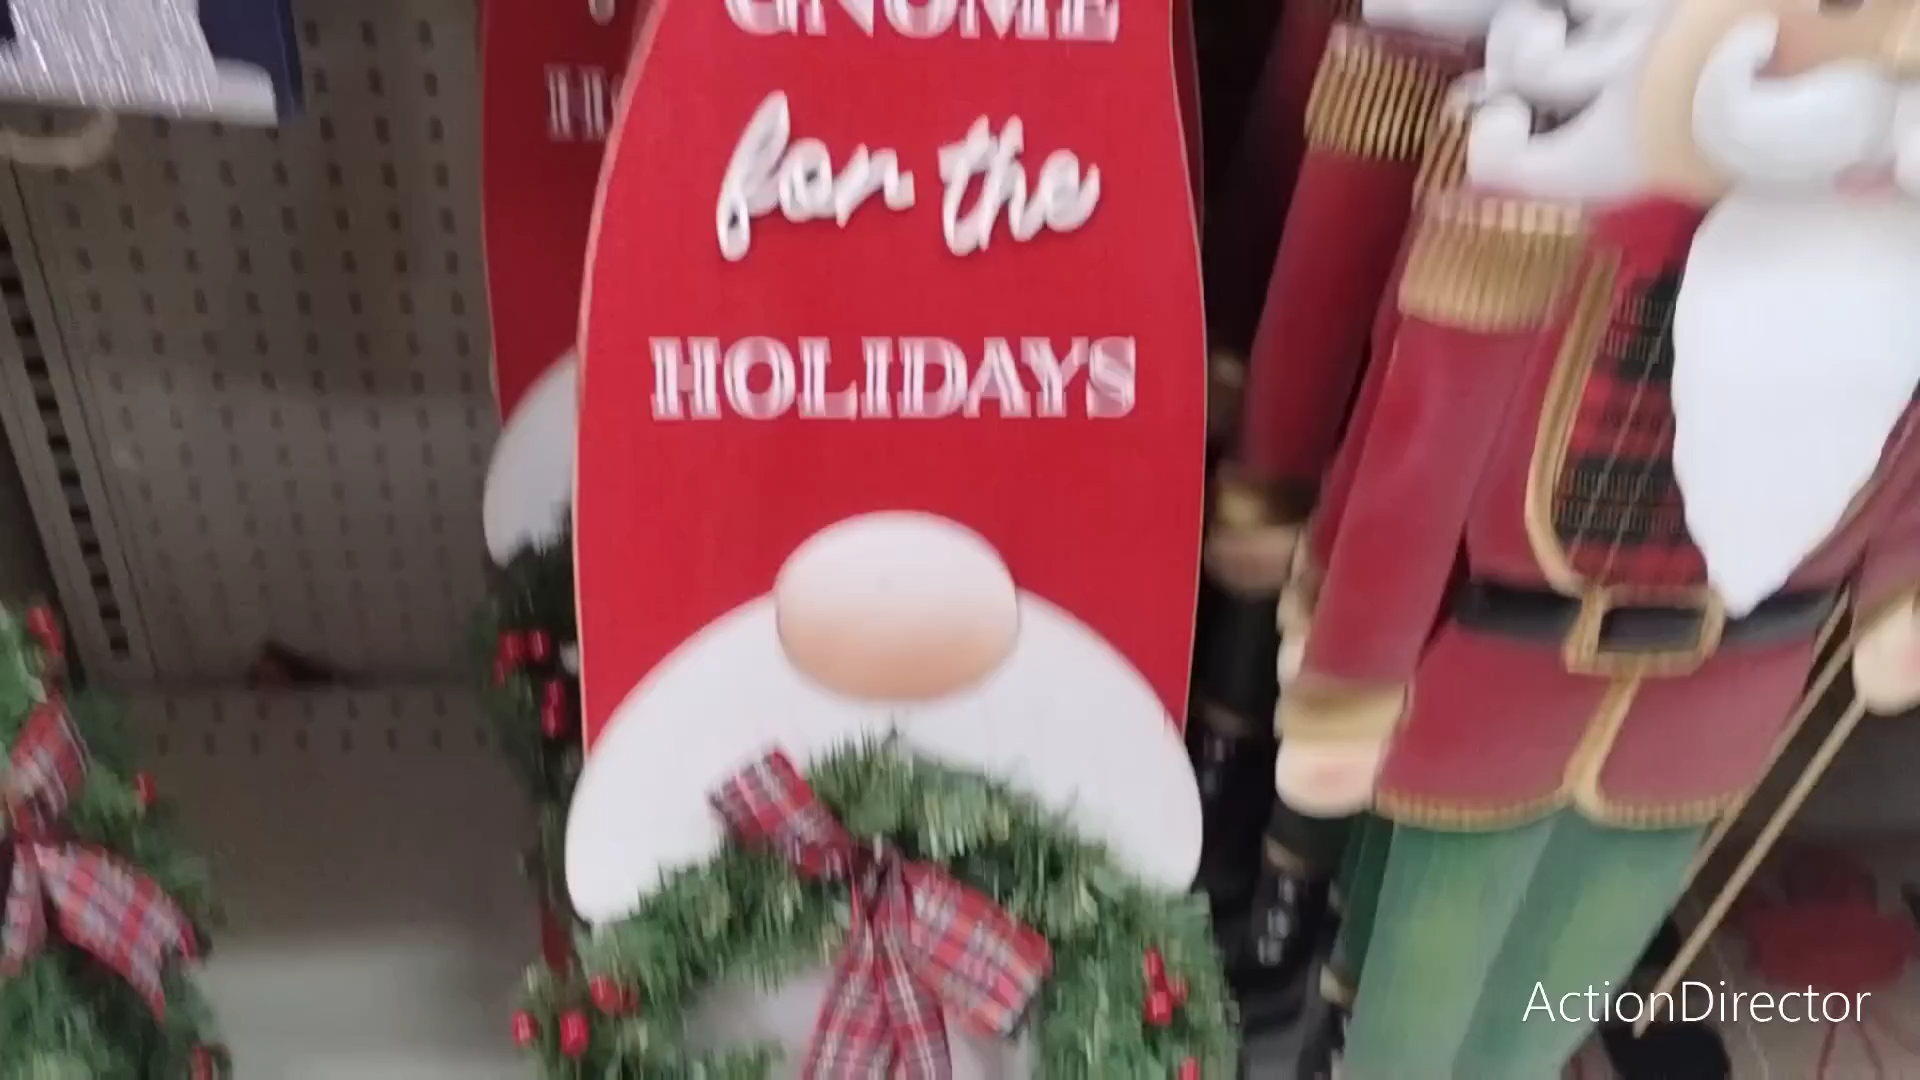 GNOME
for the
HOLIDAYS
H
ActionDirector